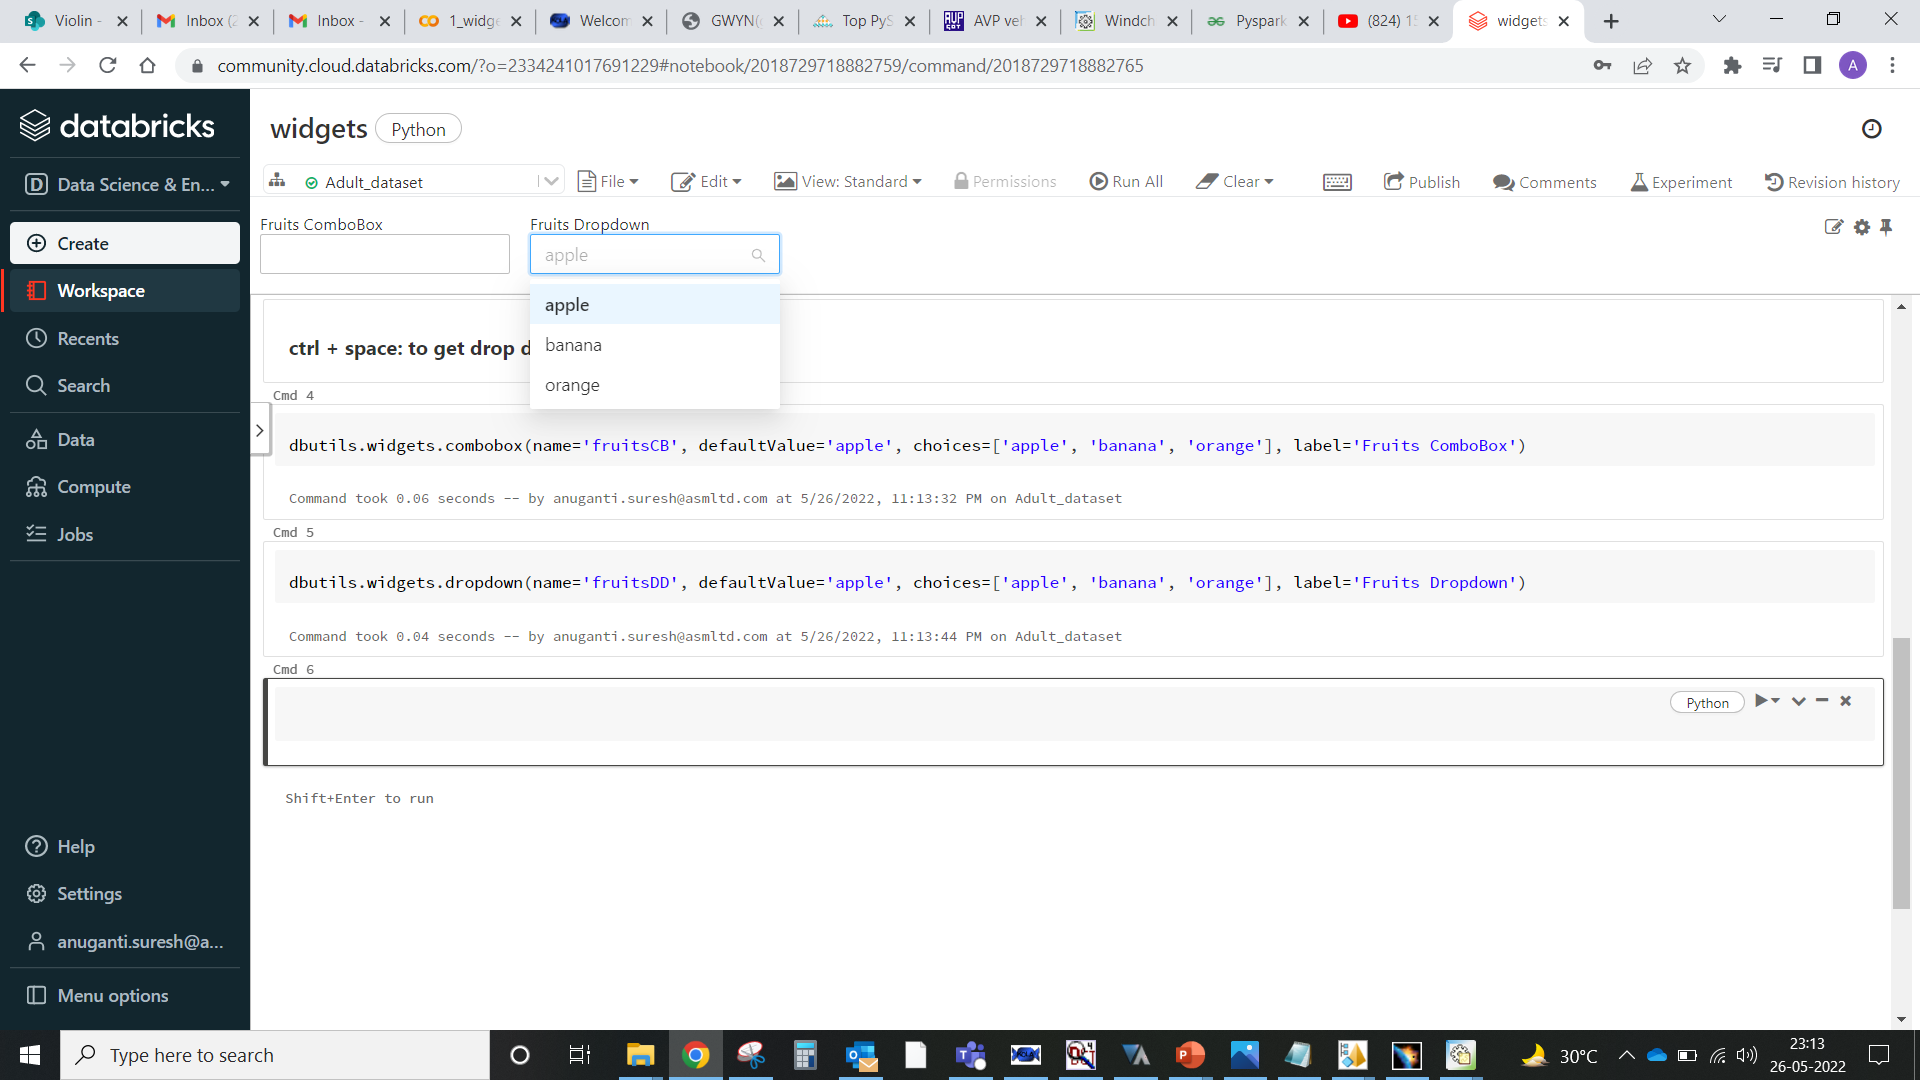 Violin -
Inbox (2
Inbox -
1_widge
Welcom
GWYN(
Top PyS
AVP veh
Windch
Pyspark
(824) 15
widgets
community.cloud.databricks.com/?o=2334241017691229#notebook/2018729718882759/command/2018729718882765
A
databricks
D Data Science & En...
Create
Workspace
Recents
Search
Data
Compute
Jobs
Help
Settings
anuganti.suresh@a...
Menu options
widgets Python
Adult_dataset File Edit View: Standard Permissions Run All Clear Publish Comments Experiment Revision history
Fruits ComboBox Fruits Dropdown
apple
apple
banana
orange
ctrl + space: to get drop d
Cmd 4
dbutils.widgets.combobox(name='fruitsCB', defaultValue='apple', choices=['apple', 'banana', 'orange'], label='Fruits ComboBox')
Command took 0.06 seconds -- by anuganti.suresh@asmltd.com at 5/26/2022, 11:13:32 PM on Adult_dataset
Cmd 5
dbutils.widgets.dropdown(name='fruitsDD', defaultValue='apple', choices=['apple', 'banana', 'orange'], label='Fruits Dropdown')
Command took 0.04 seconds -- by anuganti.suresh@asmltd.com at 5/26/2022, 11:13:44 PM on Adult_dataset
Cmd 6
Python
Shift+Enter to run
Type here to search
30°C
23:13
26-05-2022